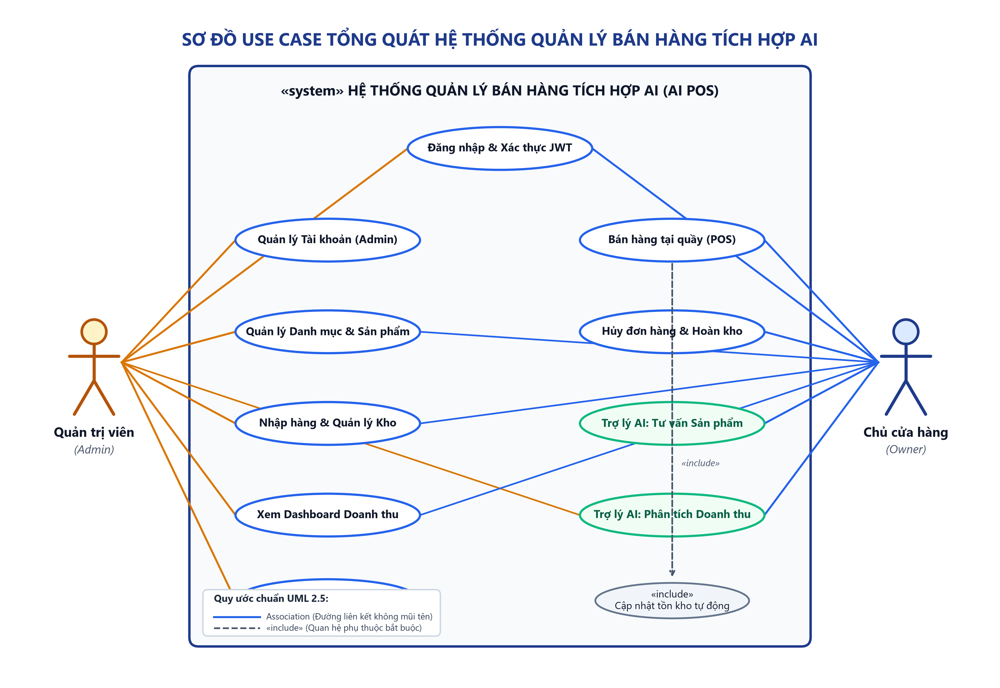 SƠ ĐỒ USE CASE TỔNG QUÁT HỆ THỐNG QUẢN LÝ BÁN HÀNG TÍCH HỢP AI
«system» HỆ THỐNG QUẢN LÝ BÁN HÀNG TÍCH HỢP AI (AI POS)
Đăng nhập & Xác thực JWT
Quản lý Tài khoản (Admin)
Bán hàng tại quầy (POS)
Quản lý Danh mục & Sản phẩm
Hủy đơn hàng & Hoàn kho
Nhập hàng & Quản lý Kho
Trợ lý AI: Tư vấn Sản phẩm
Quản trị viên
(Admin)
Chủ cửa hàng
(Owner)
«include»
Xem Dashboard Doanh thu
Trợ lý AI: Phân tích Doanh thu
«include»
Cập nhật tồn kho tự động
Quy ước chuẩn UML 2.5:
Association (Đường liên kết không mũi tên)
«include» (Quan hệ phụ thuộc bắt buộc)